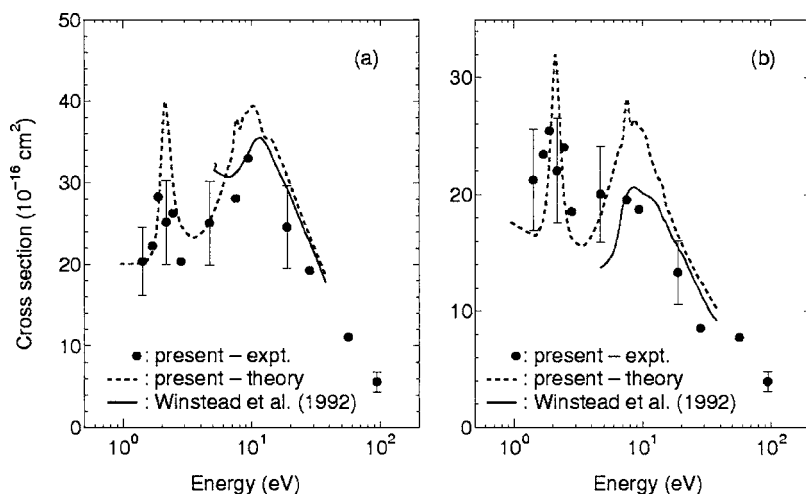 50
40
30
20
10
0
Cross section (10⁻¹⁶ cm²)
(a)
● : present – expt.
: present – theory
: Winstead et al. (1992)
10⁰ 10¹ 10²
Energy (eV)
30
20
10
0
(b)
● : present – expt.
: present – theory
: Winstead et al. (1992)
10⁰ 10¹ 10²
Energy (eV)